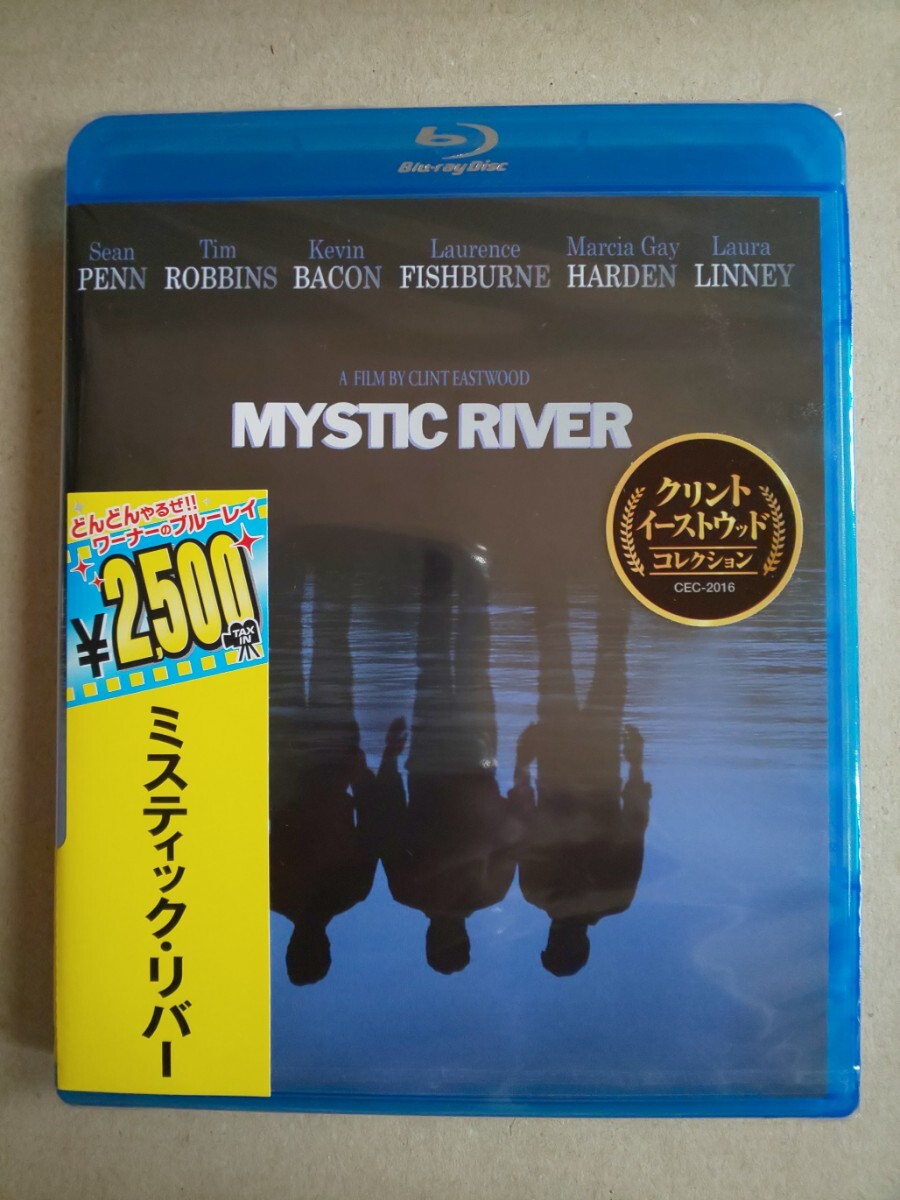 Blu-ray Disc
Sean PENN
Tim ROBBINS
Kevin BACON
Laurence FISHBURNE
Marcia Gay HARDEN
Laura LINNEY
A FILM BY CLINT EASTWOOD
MYSTIC RIVER
クリント
イーストウッド
コレクション
CEC-2016
どんどんやるぜ!!
ワーナーのブルーレイ
¥2,500
TAX
IN
ミスティック・リバー